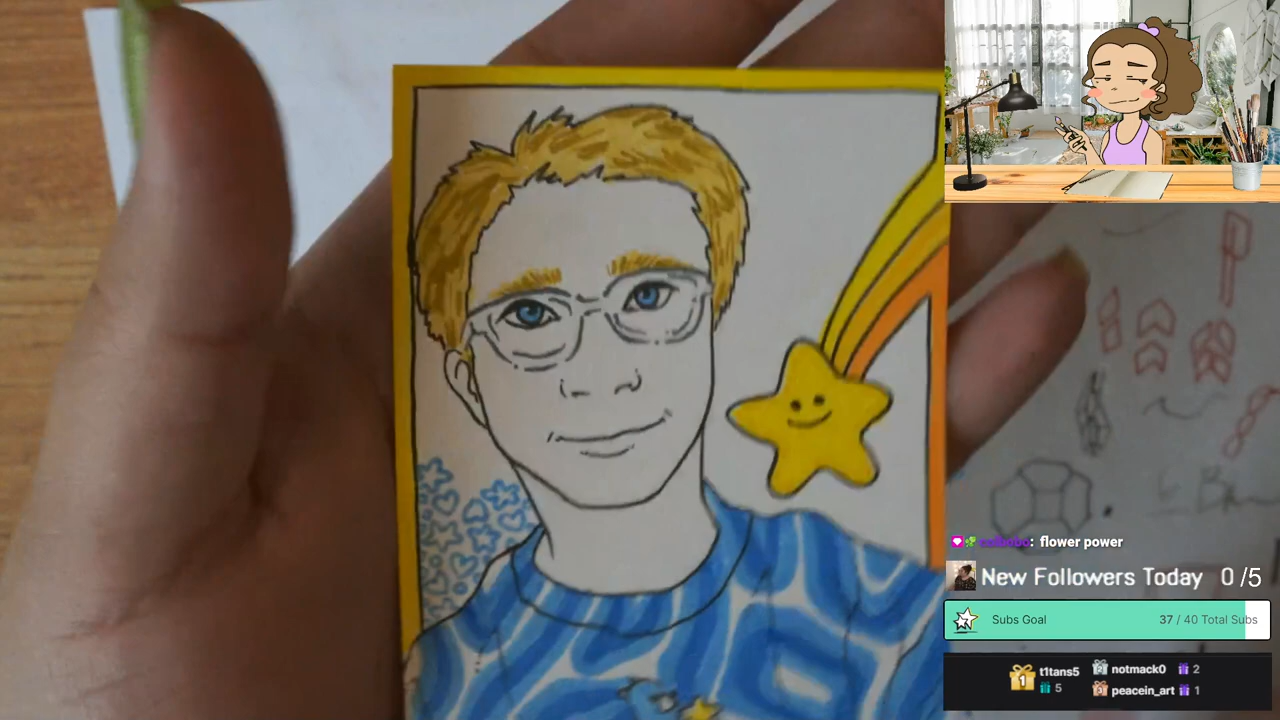 flower power
New Followers Today 0 /5
Subs Goal 37 / 40 Total Subs
1 t1tans5 5
notmack0 2
peacein_art 1